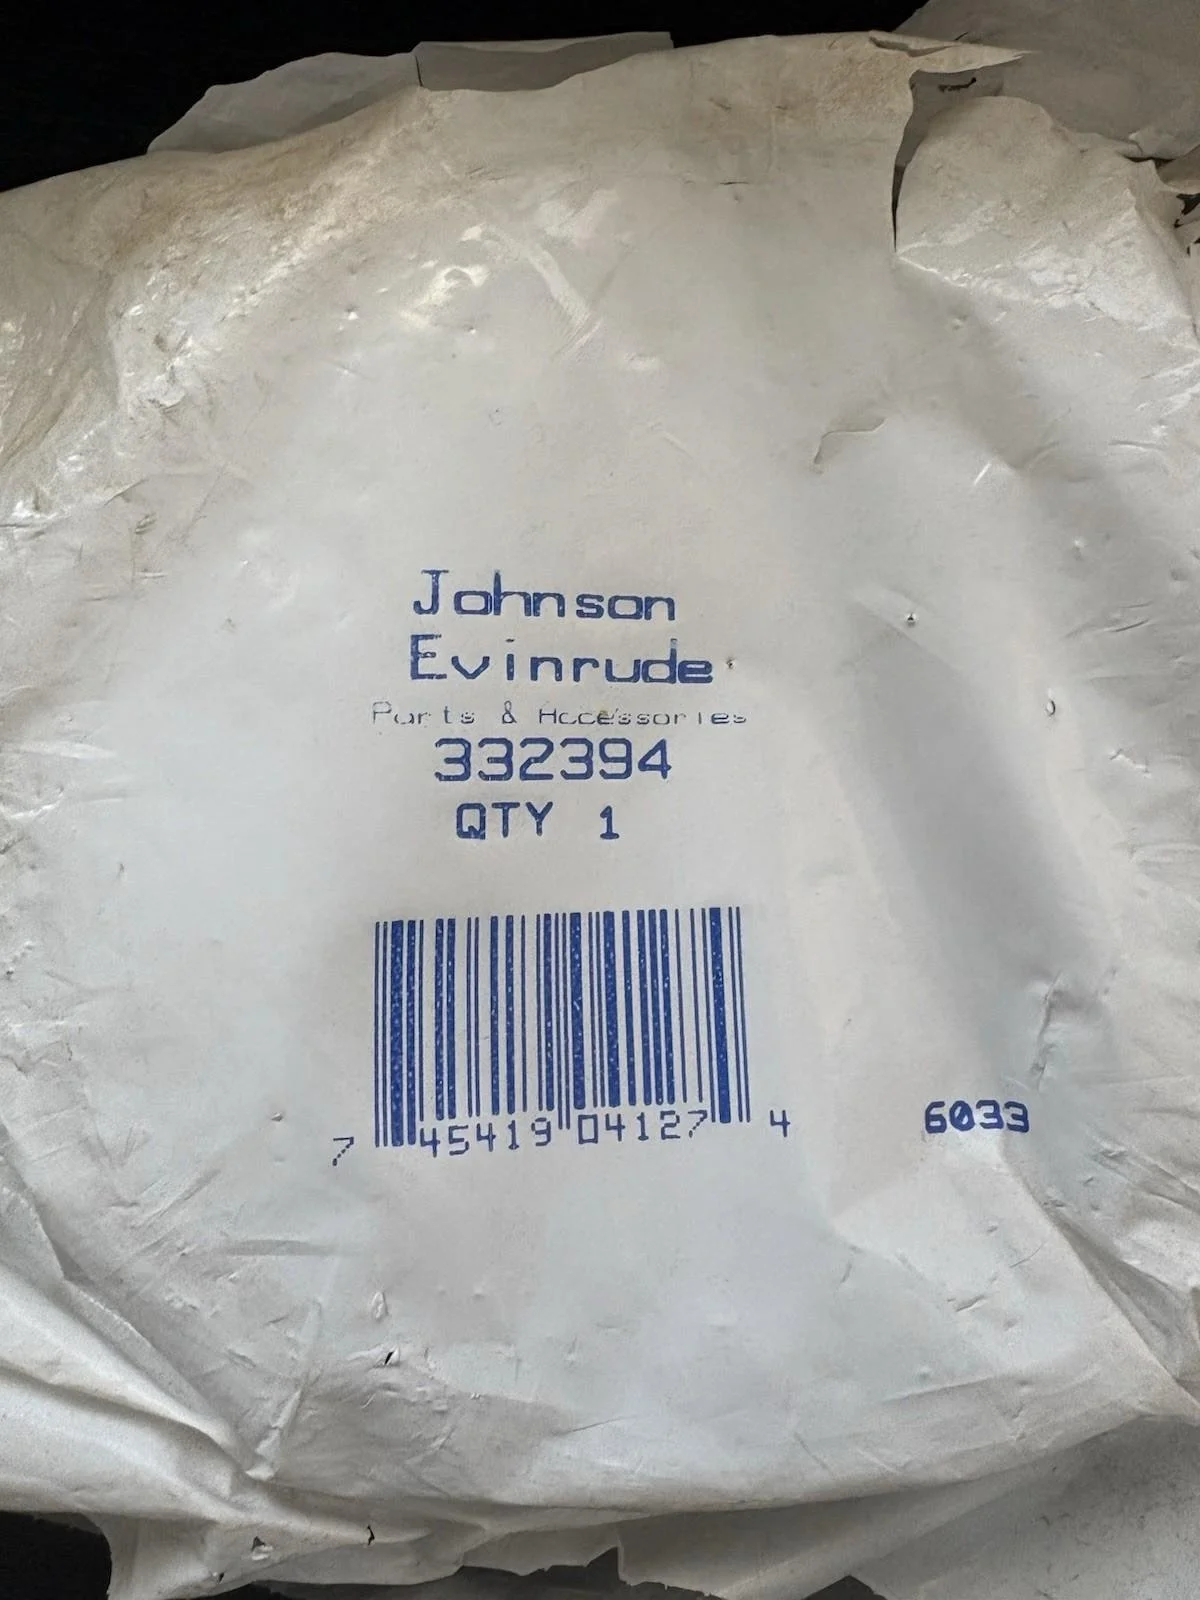 Johnson
Evinrude
Parts & Accessories
332394
QTY 1
7 45419 04127 4
6033